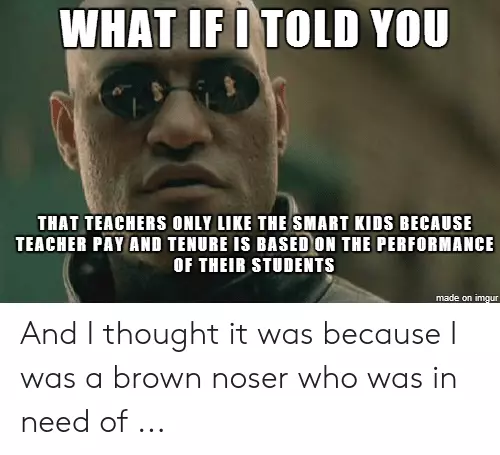 WHAT IF I TOLD YOU
THAT TEACHERS ONLY LIKE THE SMART KIDS BECAUSE
TEACHER PAY AND TENURE IS BASED ON THE PERFORMANCE
OF THEIR STUDENTS
made on imgur
And I thought it was because I
was a brown noser who was in
need of ...